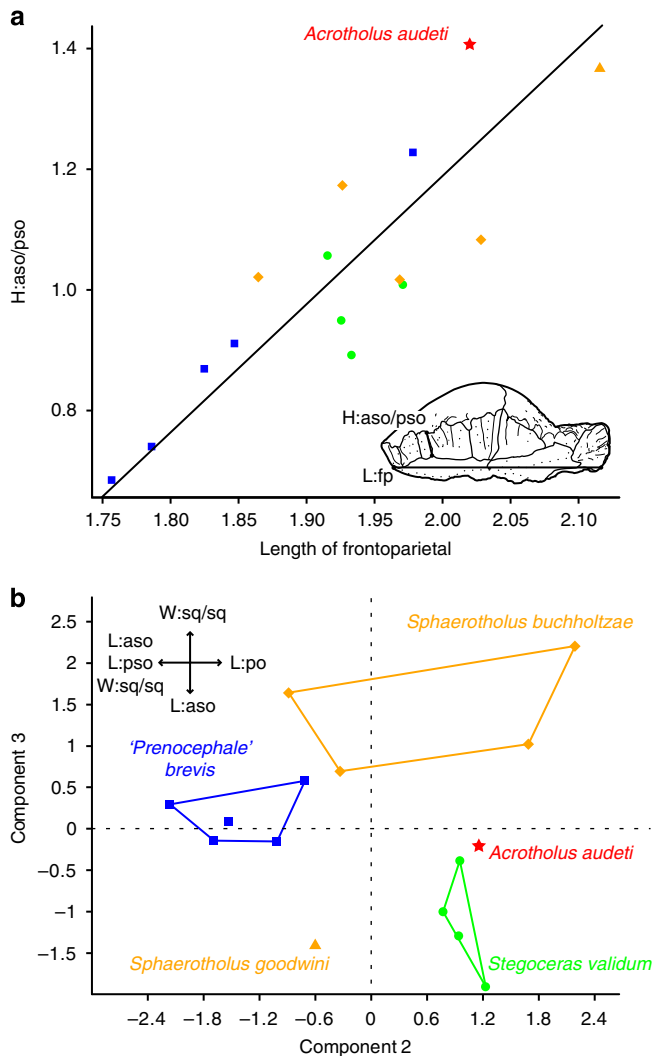 a
Acrotholus audeti
1.4
1.2
1.0
0.8
H:aso/pso
H:aso/pso
L:fp
1.75 1.80 1.85 1.90 1.95 2.00 2.05 2.10
Length of frontoparietal
b
W:sq/sq
L:aso
L:pso
L:po
W:sq/sq
L:aso
Sphaerotholus buchholtzae
'Prenocephale'
brevis
Acrotholus audeti
Sphaerotholus goodwini
Stegoceras validum
2.5
2
1.5
1
0.5
0
−0.5
−1
−1.5
Component 3
−2.4 −1.8 −1.2 −0.6 0 0.6 1.2 1.8 2.4
Component 2